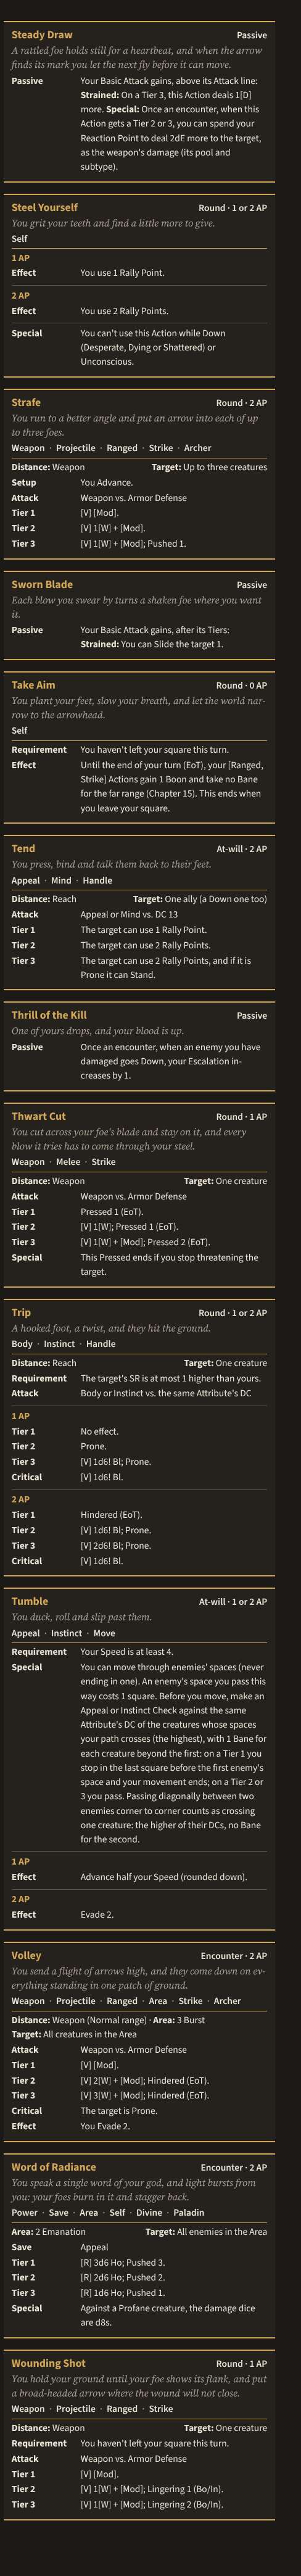 Steady Draw Passive
A rattled foe holds still for a heartbeat, and when the arrow
finds its mark you let the next fly before it can move.
Passive Your Basic Attack gains, above its Attack line:
Strained: On a Tier 3, this Action deals 1[D]
more. Special: Once an encounter, when this
Action gets a Tier 2 or 3, you can spend your
Reaction Point to deal 2dE more to the target,
as the weapon's damage (its pool and
subtype).
Steel Yourself Round · 1 or 2 AP
You grit your teeth and find a little more to give.
Self
1 AP
Effect You use 1 Rally Point.
2 AP
Effect You use 2 Rally Points.
Special You can't use this Action while Down
(Desperate, Dying or Shattered) or
Unconscious.
Strafe Round · 2 AP
You run to a better angle and put an arrow into each of up
to three foes.
Weapon · Projectile · Ranged · Strike · Archer
Distance: Weapon Target: Up to three creatures
Setup You Advance.
Attack Weapon vs. Armor Defense
Tier 1 [V] [Mod].
Tier 2 [V] 1[W] + [Mod].
Tier 3 [V] 1[W] + [Mod]; Pushed 1.
Sworn Blade Passive
Each blow you swear by turns a shaken foe where you want
it.
Passive Your Basic Attack gains, after its Tiers:
Strained: You can Slide the target 1.
Take Aim Round · 0 AP
You plant your feet, slow your breath, and let the world nar-
row to the arrowhead.
Self
Requirement You haven't left your square this turn.
Effect Until the end of your turn (EoT), your [Ranged,
Strike] Actions gain 1 Boon and take no Bane
for the far range (Chapter 15). This ends when
you leave your square.
Tend At-will · 2 AP
You press, bind and talk them back to their feet.
Appeal · Mind · Handle
Distance: Reach Target: One ally (a Down one too)
Attack Appeal or Mind vs. DC 13
Tier 1 The target can use 1 Rally Point.
Tier 2 The target can use 2 Rally Points.
Tier 3 The target can use 2 Rally Points, and if it is
Prone it can Stand.
Thrill of the Kill Passive
One of yours drops, and your blood is up.
Passive Once an encounter, when an enemy you have
damaged goes Down, your Escalation in-
creases by 1.
Thwart Cut Round · 1 AP
You cut across your foe's blade and stay on it, and every
blow it tries has to come through your steel.
Weapon · Melee · Strike
Distance: Weapon Target: One creature
Attack Weapon vs. Armor Defense
Tier 1 Pressed 1 (EoT).
Tier 2 [V] 1[W]; Pressed 1 (EoT).
Tier 3 [V] 1[W] + [Mod]; Pressed 2 (EoT).
Special This Pressed ends if you stop threatening the
target.
Trip Round · 1 or 2 AP
A hooked foot, a twist, and they hit the ground.
Body · Instinct · Handle
Distance: Reach Target: One creature
Requirement The target's SR is at most 1 higher than yours.
Attack Body or Instinct vs. the same Attribute's DC
1 AP
Tier 1 No effect.
Tier 2 Prone.
Tier 3 [V] 1d6! Bl; Prone.
Critical [V] 1d6! Bl.
2 AP
Tier 1 Hindered (EoT).
Tier 2 [V] 1d6! Bl; Prone.
Tier 3 [V] 2d6! Bl; Prone.
Critical [V] 1d6! Bl.
Tumble At-will · 1 or 2 AP
You duck, roll and slip past them.
Appeal · Instinct · Move
Requirement Your Speed is at least 4.
Special You can move through enemies' spaces (never
ending in one). An enemy's space you pass this
way costs 1 square. Before you move, make an
Appeal or Instinct Check against the same
Attribute's DC of the creatures whose spaces
your path crosses (the highest), with 1 Bane for
each creature beyond the first: on a Tier 1 you
stop in the last square before the first enemy's
space and your movement ends; on a Tier 2 or
3 you pass. Passing diagonally between two
enemies corner to corner counts as crossing
one creature: the higher of their DCs, no Bane
for the second.
1 AP
Effect Advance half your Speed (rounded down).
2 AP
Effect Evade 2.
Volley Encounter · 2 AP
You send a flight of arrows high, and they come down on ev-
erything standing in one patch of ground.
Weapon · Projectile · Ranged · Area · Strike · Archer
Distance: Weapon (Normal range) · Area: 3 Burst
Target: All creatures in the Area
Attack Weapon vs. Armor Defense
Tier 1 [V] [Mod].
Tier 2 [V] 2[W] + [Mod]; Hindered (EoT).
Tier 3 [V] 3[W] + [Mod]; Hindered (EoT).
Critical The target is Prone.
Effect You Evade 2.
Word of Radiance Encounter · 2 AP
You speak a single word of your god, and light bursts from
you: your foes burn in it and stagger back.
Power · Save · Area · Self · Divine · Paladin
Area: 2 Emanation Target: All enemies in the Area
Save Appeal
Tier 1 [R] 3d6 Ho; Pushed 3.
Tier 2 [R] 2d6 Ho; Pushed 2.
Tier 3 [R] 1d6 Ho; Pushed 1.
Special Against a Profane creature, the damage dice
are d8s.
Wounding Shot Round · 1 AP
You hold your ground until your foe shows its flank, and put
a broad-headed arrow where the wound will not close.
Weapon · Projectile · Ranged · Strike
Distance: Weapon Target: One creature
Requirement You haven't left your square this turn.
Attack Weapon vs. Armor Defense
Tier 1 [V] [Mod].
Tier 2 [V] 1[W] + [Mod]; Lingering 1 (Bo/In).
Tier 3 [V] 1[W] + [Mod]; Lingering 2 (Bo/In).